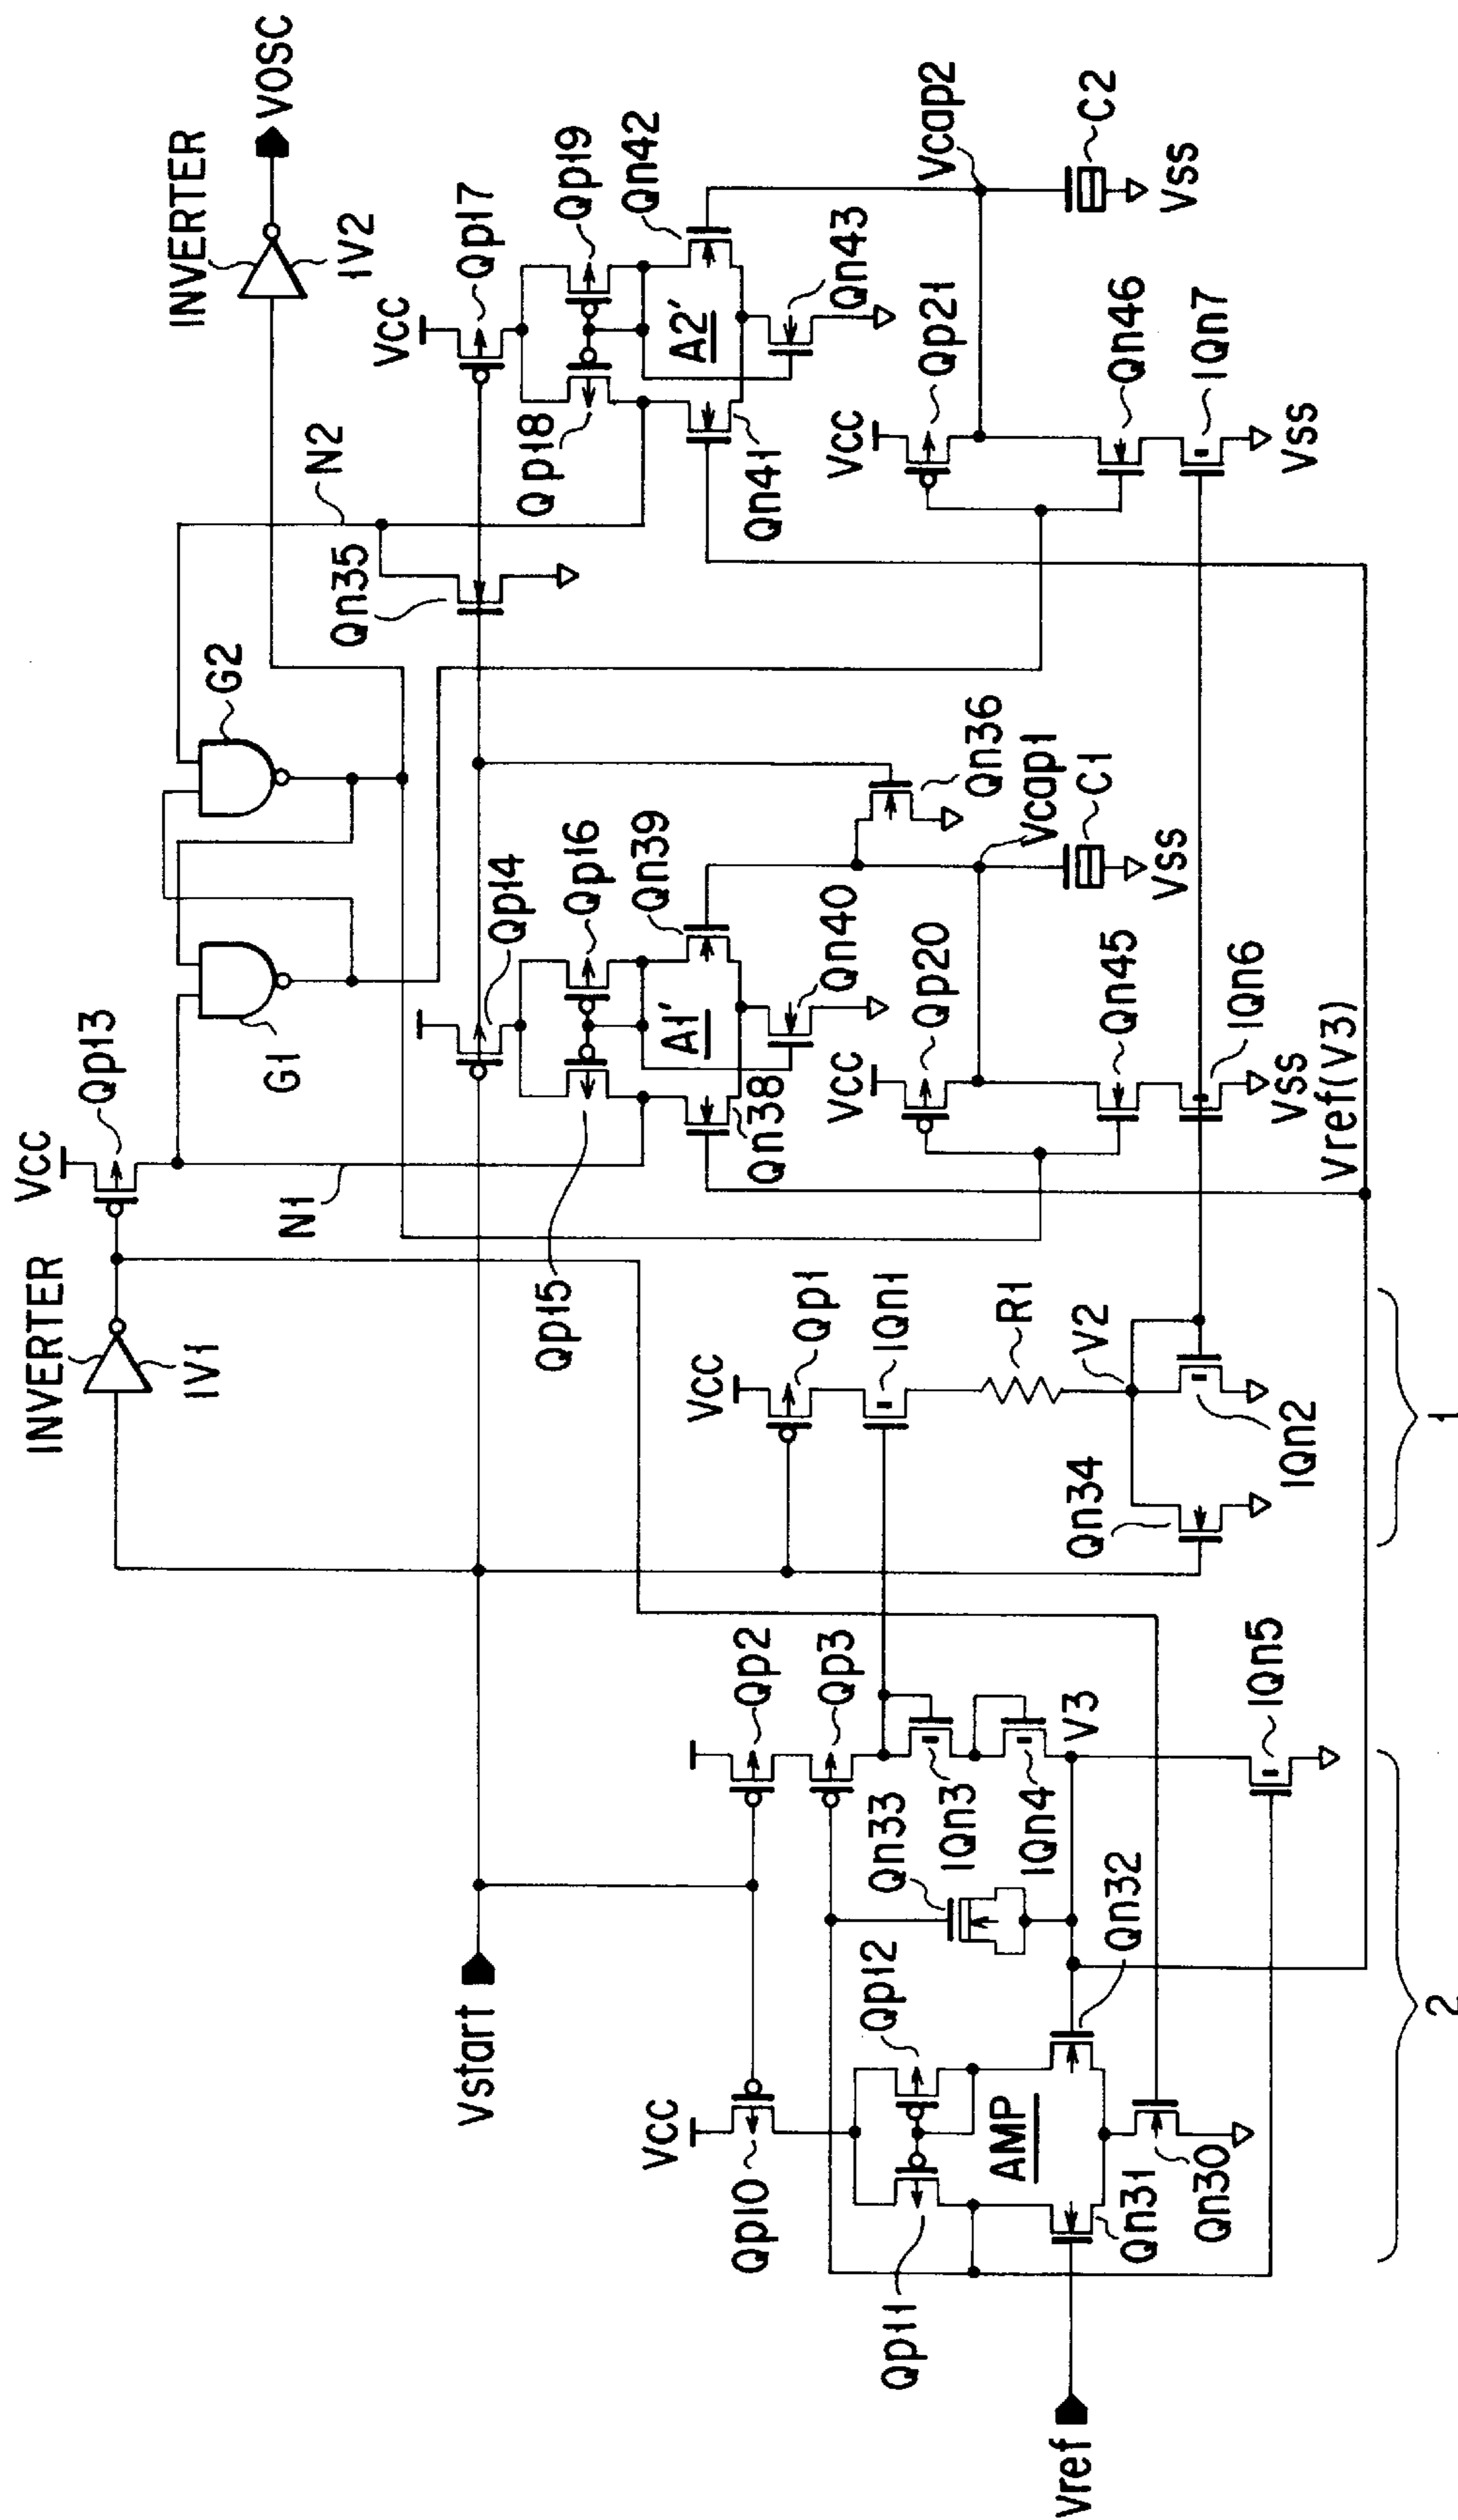 INVERTER
VCC
Qp13
IV1
N1
G1
G2
N2
Qn35
INVERTER
IV2
VOSC
Vstart
VCC
Qp14
Qp15
Qp16
A1'
Qn38
Qn39
Qn40
Qn36
Vcap1
C1
VSS
VCC
Qp20
Qn45
IQn6
VSS
VCC
Qp17
Qp18
Qp19
A2'
Qn41
Qn42
Qn43
Vcap2
C2
VSS
VCC
Qp21
Qn46
IQn7
VSS
Vref(V3)
VCC
Qp1
IQn1
R1
V2
Qn34
IQn2
1
VCC
Qp10
Qp2
Qp3
Qp11
Qp12
AMP
Qn33
IQn3
IQn4
V3
Qn31
Qn32
Qn30
IQn5
Vref
2